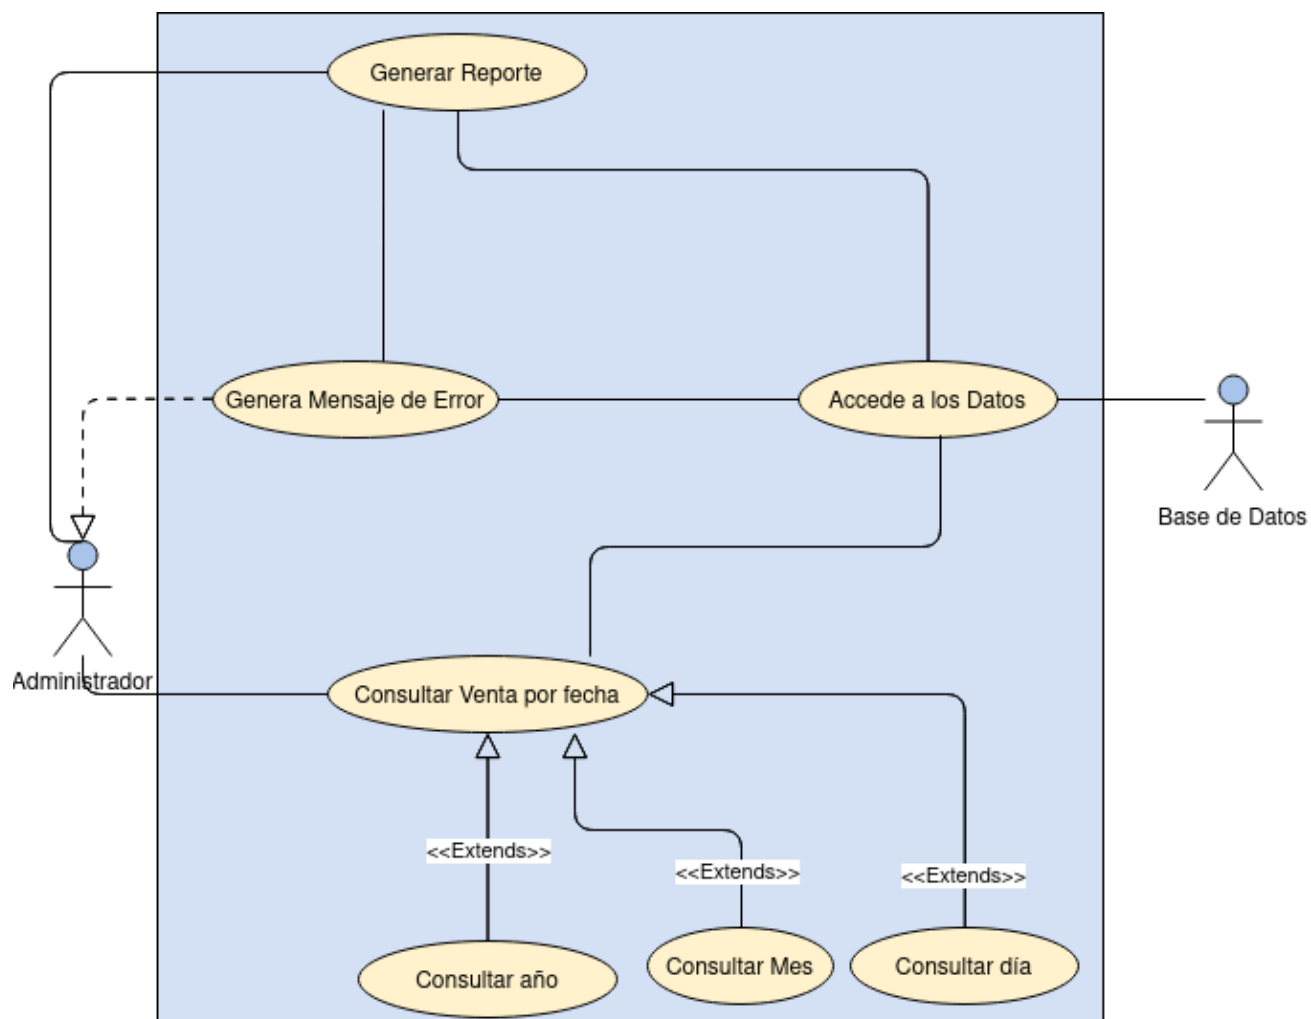 Generar Reporte
Genera Mensaje de Error
Accede a los Datos
Base de Datos
Administrador
Consultar Venta por fecha
<<Extends>>
<<Extends>>
<<Extends>>
Consultar año
Consultar Mes
Consultar día